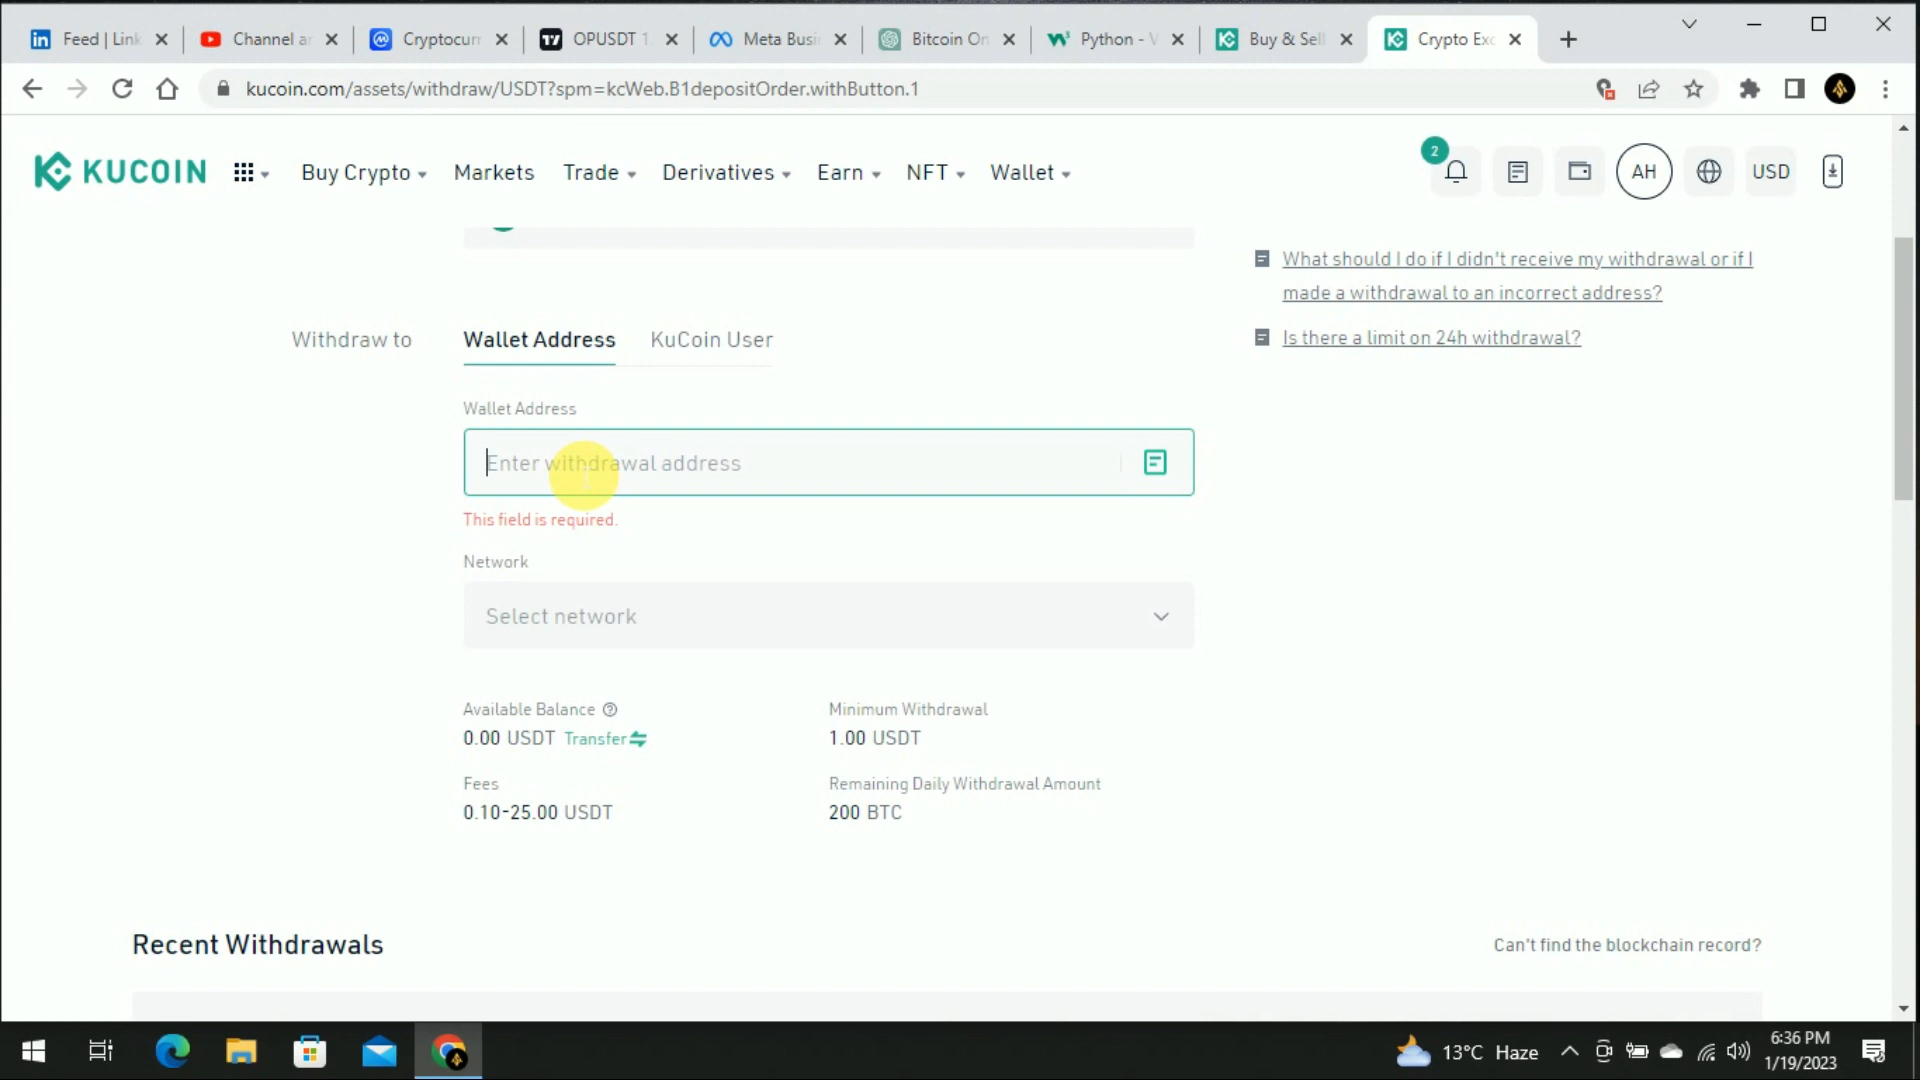 Feed | Link
Channel a
Cryptocur
OPUSDT 1
Meta Busi
Bitcoin On
Python -
Buy & Sell
Crypto Exc
kucoin.com/assets/withdraw/USDT?spm=kcWeb.B1depositOrder.withButton.1
KUCOIN
Buy Crypto
Markets
Trade
Derivatives
Earn
NFT
Wallet
2
AH
USD
What should I do if I didn't receive my withdrawal or if I
made a withdrawal to an incorrect address?
Is there a limit on 24h withdrawal?
Withdraw to
Wallet Address
KuCoin User
Wallet Address
Enter withdrawal address
This field is required.
Network
Select network
Available Balance
0.00 USDT Transfer
Minimum Withdrawal
1.00 USDT
Fees
0.10-25.00 USDT
Remaining Daily Withdrawal Amount
200 BTC
Recent Withdrawals
Can't find the blockchain record?
13°C Haze
6:36 PM
1/19/2023